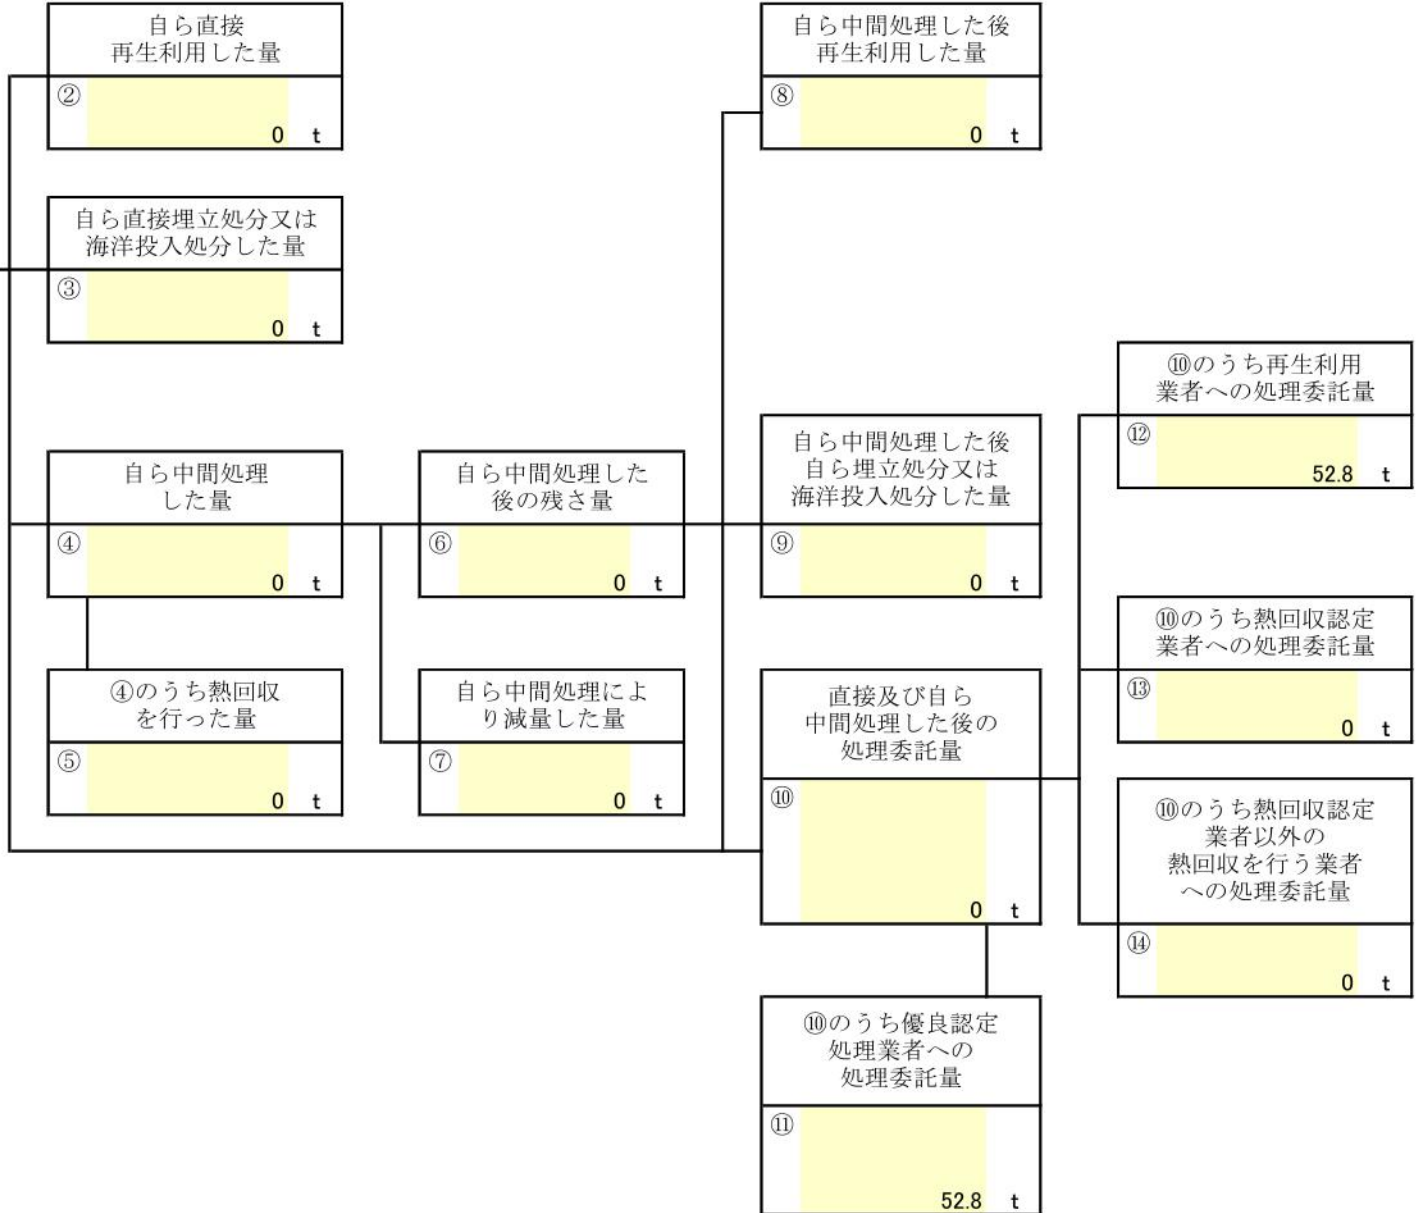 自ら直接
再生利用した量
②
0 t
自ら中間処理した後
再生利用した量
⑧
0 t
自ら直接埋立処分又は
海洋投入処分した量
③
0 t
⑩のうち再生利用
業者への処理委託量
⑫
52.8 t
自ら中間処理
した量
④
0 t
自ら中間処理した
後の残さ量
⑥
0 t
自ら中間処理した後
自ら埋立処分又は
海洋投入処分した量
⑨
0 t
⑩のうち熱回収認定
業者への処理委託量
⑬
0 t
④のうち熱回収
を行った量
⑤
0 t
自ら中間処理によ
り減量した量
⑦
0 t
直接及び自ら
中間処理した後の
処理委託量
⑩
0 t
⑩のうち熱回収認定
業者以外の
熱回収を行う業者
への処理委託量
⑭
0 t
⑩のうち優良認定
処理業者への
処理委託量
⑪
52.8 t